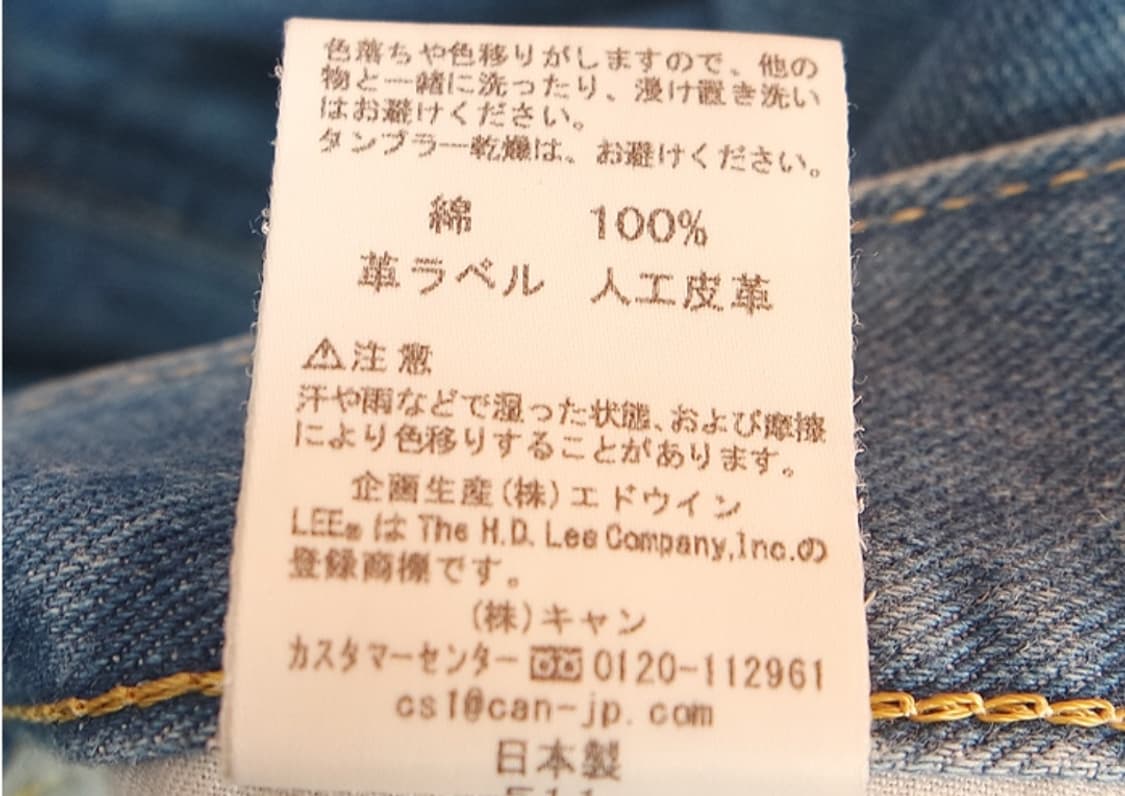 色落ちや色移りがしますので、他の
物と一緒に洗ったり、浸け置き洗い
はお避けください。
タンブラー乾燥は、お避けください。
綿 100%
革ラベル 人工皮革
⚠注意
汗や雨などで湿った状態、および摩擦
により色移りすることがあります。
企画生産(株)エドウイン
LEE® は The H.D. Lee Company,Inc.の
登録商標です。
(株)キャン
カスタマーセンター 0120-112961
cs1@can-jp.com
日本製